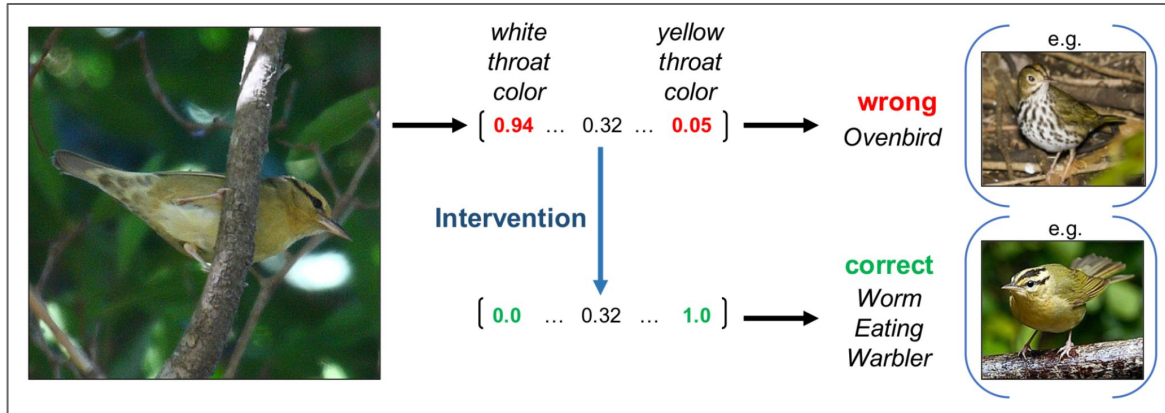 white
throat
color
yellow
throat
color
[ 0.94 ... 0.32 ... 0.05 ]
wrong
Ovenbird
e.g.
Intervention
[ 0.0 ... 0.32 ... 1.0 ]
correct
Worm
Eating
Warbler
e.g.